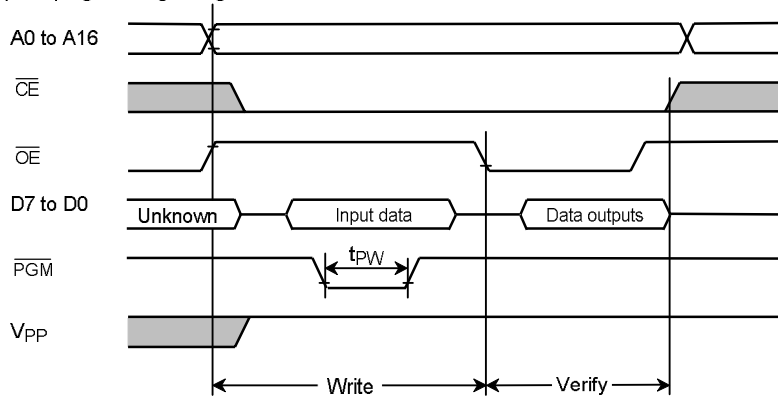 A0 to A16
CE
OE
D7 to D0
Unknown
Input data
Data outputs
PGM
tPW
VPP
Write
Verify